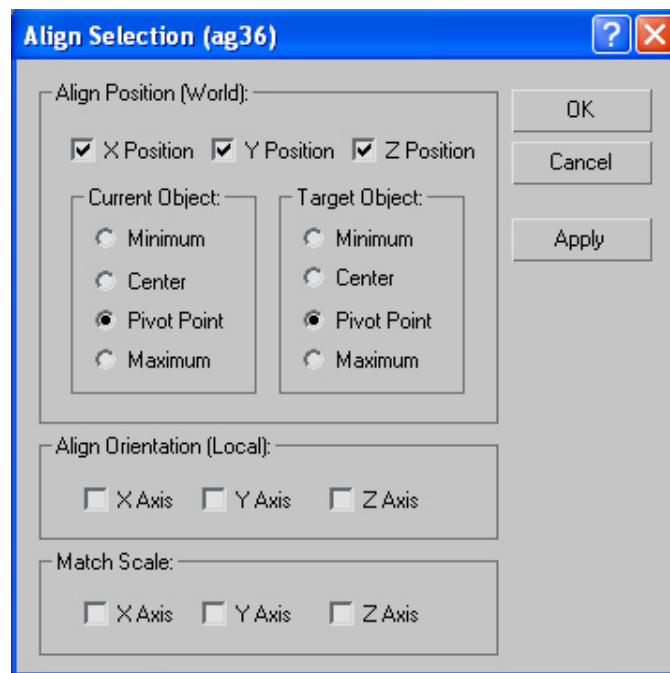 Align Selection (ag36)
Align Position (World):
OK
X Position Y Position Z Position
Cancel
Current Object: Target Object:
Minimum Minimum
Apply
Center Center
Pivot Point Pivot Point
Maximum Maximum
Align Orientation (Local):
X Axis Y Axis Z Axis
Match Scale:
X Axis Y Axis Z Axis